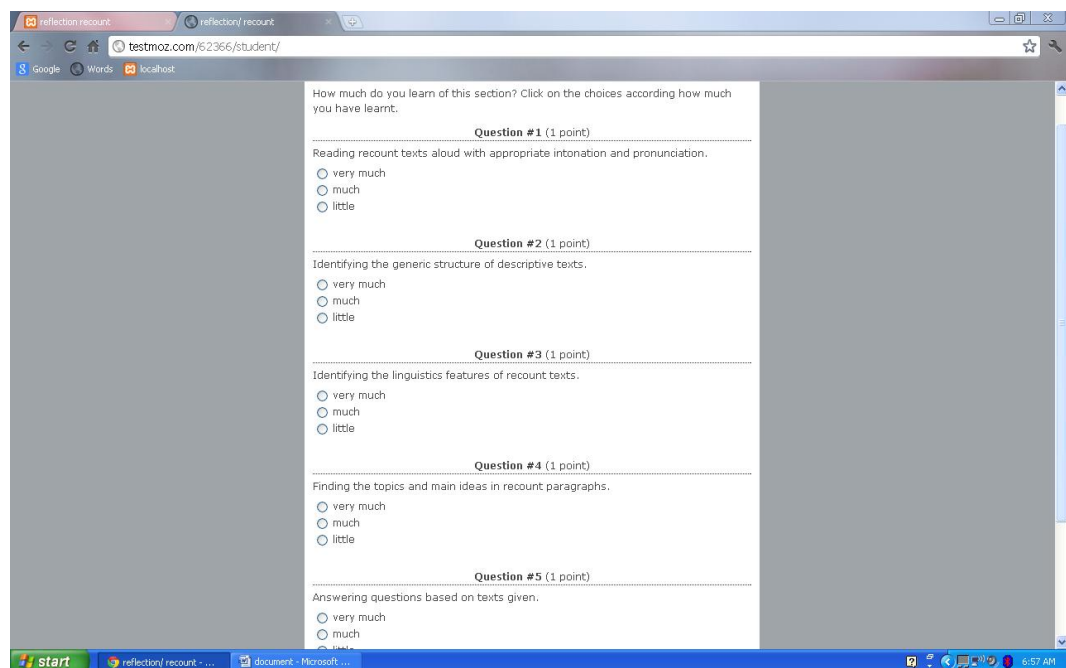 reflection recount
reflection/ recount
testmoz.com/62366/student/
Google
Words
localhost
How much do you learn of this section? Click on the choices according how much
you have learnt.
Question #1 (1 point)
Reading recount texts aloud with appropriate intonation and pronunciation.
very much
much
little
Question #2 (1 point)
Identifying the generic structure of descriptive texts.
very much
much
little
Question #3 (1 point)
Identifying the linguistics features of recount texts.
very much
much
little
Question #4 (1 point)
Finding the topics and main ideas in recount paragraphs.
very much
much
little
Question #5 (1 point)
Answering questions based on texts given.
very much
much
little
start
reflection/ recount - ...
document - Microsoft ...
6:57 AM